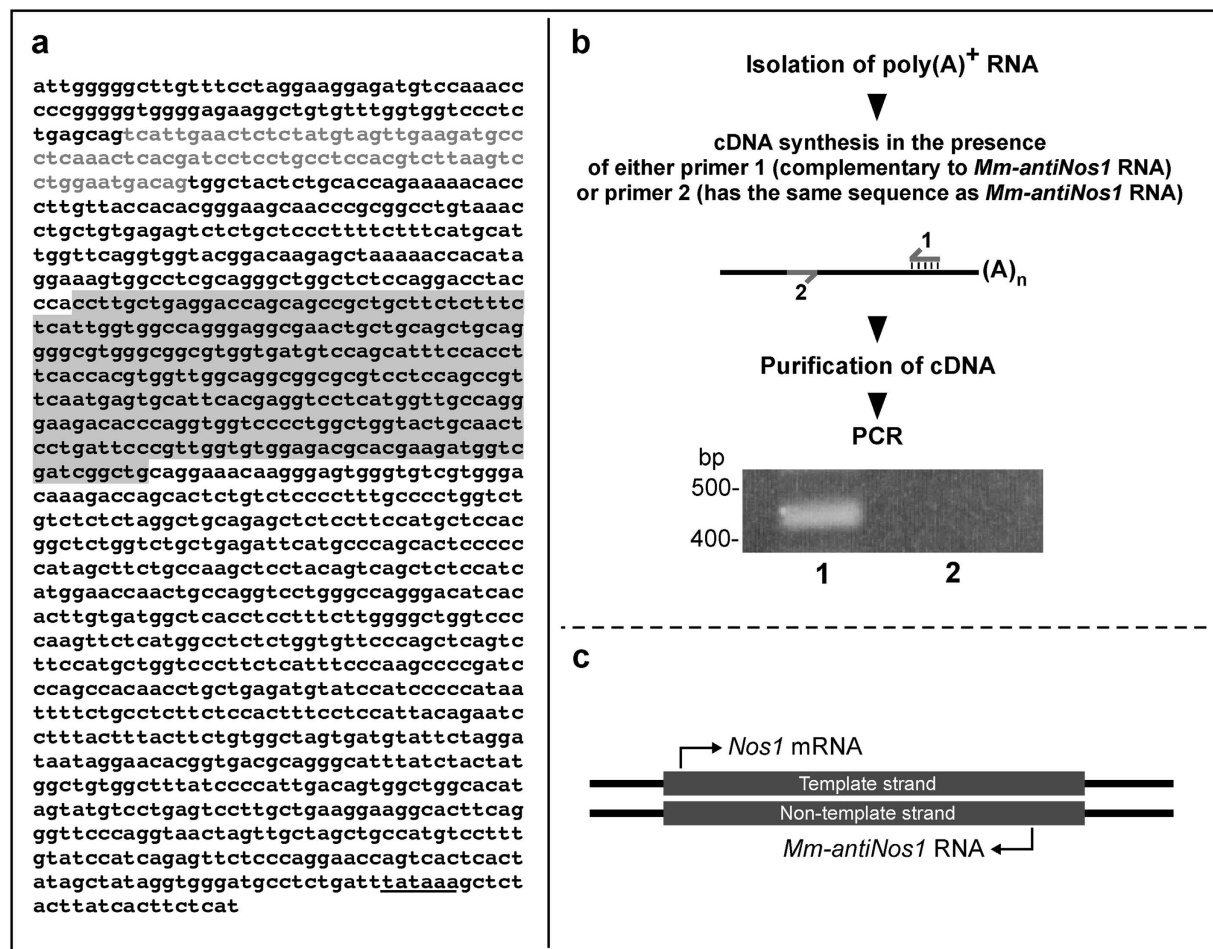 a
attgggggcttgtttcctaggaaggagatgtccaaacc
cccgggggtggggagaaggctgtgtttggtggtccctc
tgagcagtcattgaactctctatgtagttgaagatgcc
ctcaaactcacgatcctcctgcctccacgtcttaagtc
ctggaatgacagtggctactctgcaccagaaaaacacc
cttgttaccacacgggaagcaacccgcggcctgtaaac
ctgctgtgagagtctctgctcccttttctttcatgcat
tggttcaggtggtacggacaagagctaaaaaccacata
ggaaagtggcctcgcagggctggctctccaggacctac
ccaccttgctgaggaccagcagccgctgcttctctttc
tcattggtggccagggaggcgaactgctgcagctgcag
gggcgtgggcggcgtggtgatgtccagcatttccacct
tcaccacgtggttggcaggcggcgcgtcctccagccgt
tcaatgagtgcattcacgaggtcctcatggttgccagg
gaagacacccaggtggtcccctggctggtactgcaact
cctgattcccgttggtgtggagacgcacgaagatggtc
gatcggctgcaggaaacaagggagtgggtgtcgtggga
caaagaccagcactctgtctcccctttgcccctggtct
gtctctctaggctgcagagctctccttccatgctccac
ggctctggtctgctgagattcatgcccagcactccccc
catagcttctgccaagctcctacagtcagctctccatc
atggaaccaactgccaggtcctgggccagggacatcac
acttgtgatggctcacctcctttcttggggctggtccc
caagttctcatggcctctctggtgttcccagctcagtc
ttccatgctggtcccttctcatttcccaagccccgatc
ccagccacaacctgctgagatgtatccatcccccataa
ttttctgcctcttctccactttcctccattacagaatc
ctttactttacttctgtggctagtgatgtattctagga
taataggaacacggtgacgcagggcatttatctactat
ggctgtggctttatccccattgacagtggctggcacat
agtatgtcctgagtccttgctgaaggaaggcacttcag
ggttcccaggtaactagttgctagctgccatgtccttt
gtatccatcagagttctcccaggaaccagtcactcact
atagctataggtgggatgcctctgatttataaagctct
acttatcacttctcat
b
Isolation of poly(A)+ RNA
cDNA synthesis in the presence
of either primer 1 (complementary to Mm-antiNos1 RNA)
or primer 2 (has the same sequence as Mm-antiNos1 RNA)
1
(A)n
2
Purification of cDNA
PCR
bp
500-
400-
1 2
c
Nos1 mRNA
Template strand
Non-template strand
Mm-antiNos1 RNA